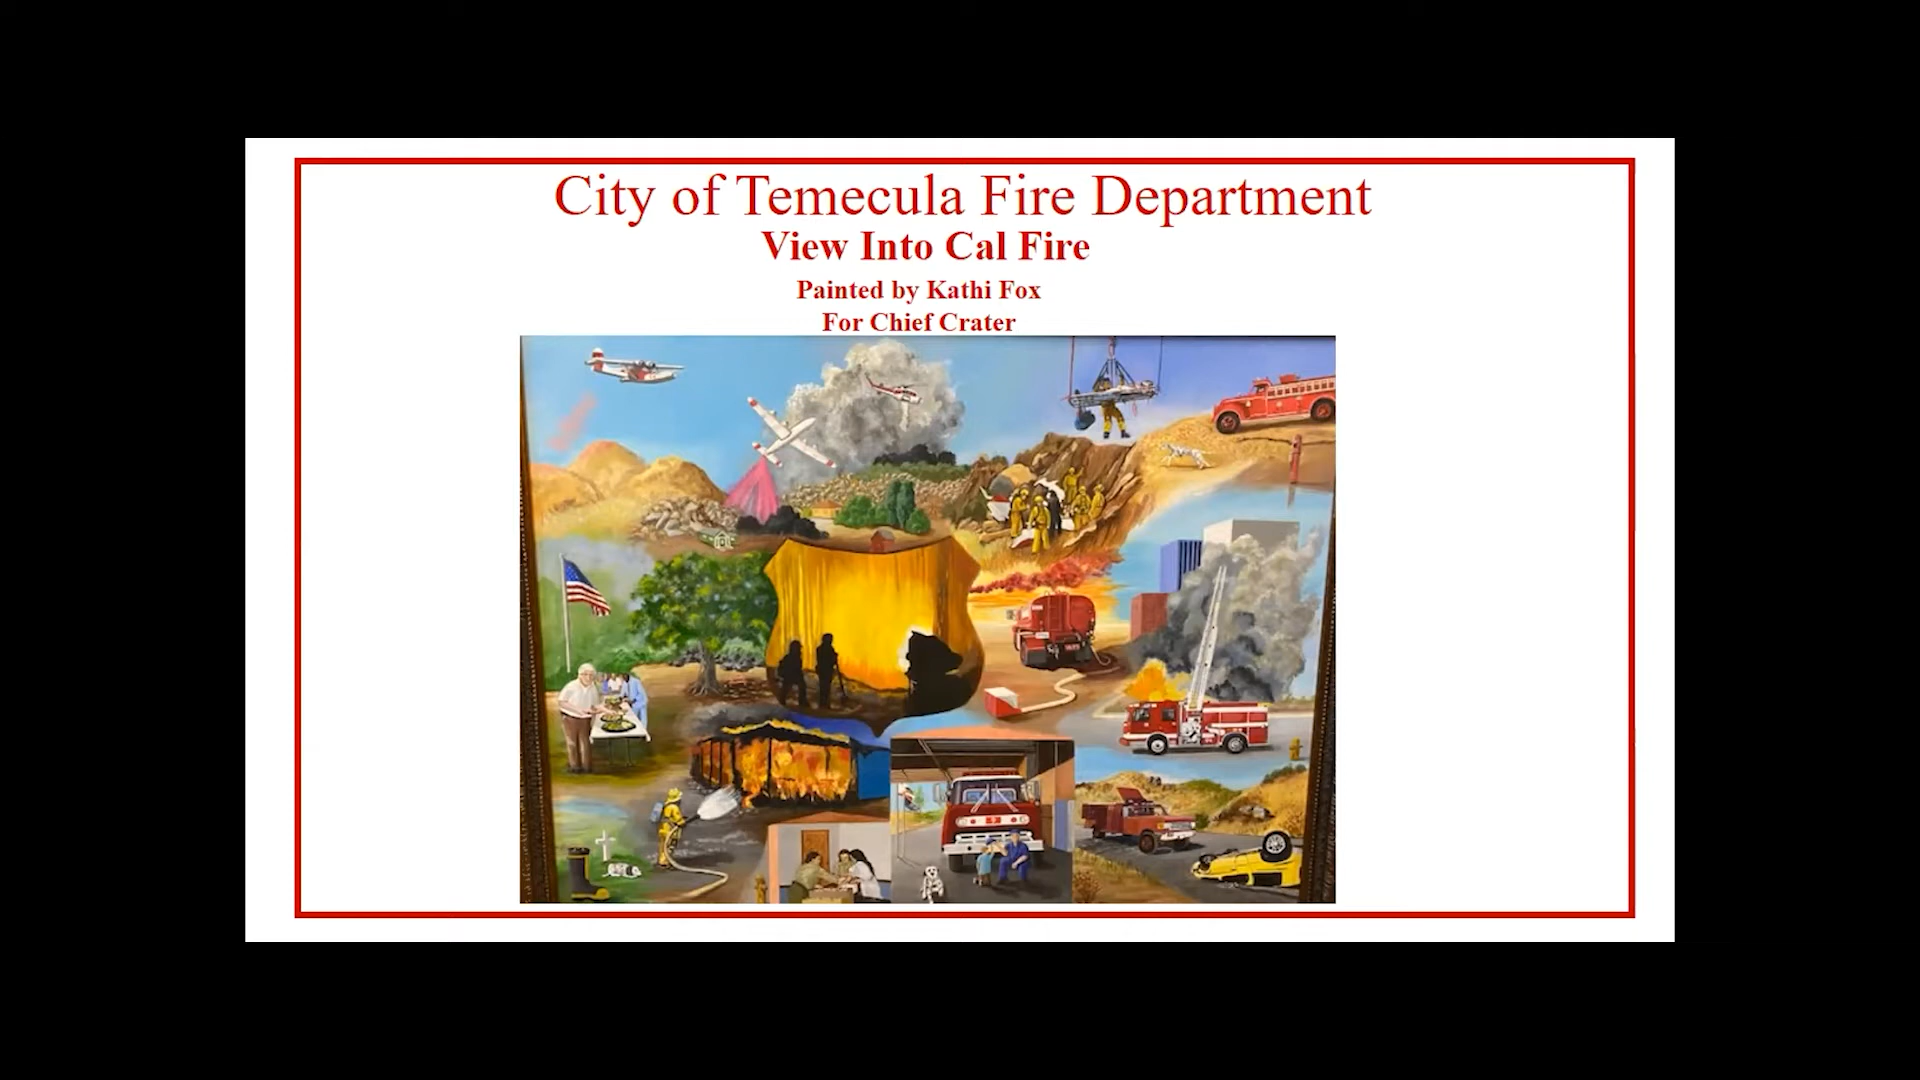 City of Temecula Fire Department
View Into Cal Fire
Painted by Kathi Fox
For Chief Crater